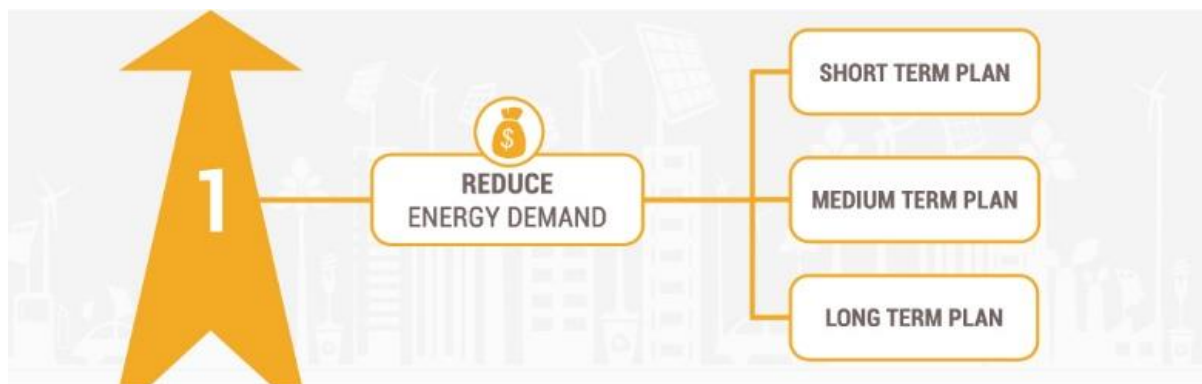 1
$
REDUCE
ENERGY DEMAND
SHORT TERM PLAN
MEDIUM TERM PLAN
LONG TERM PLAN